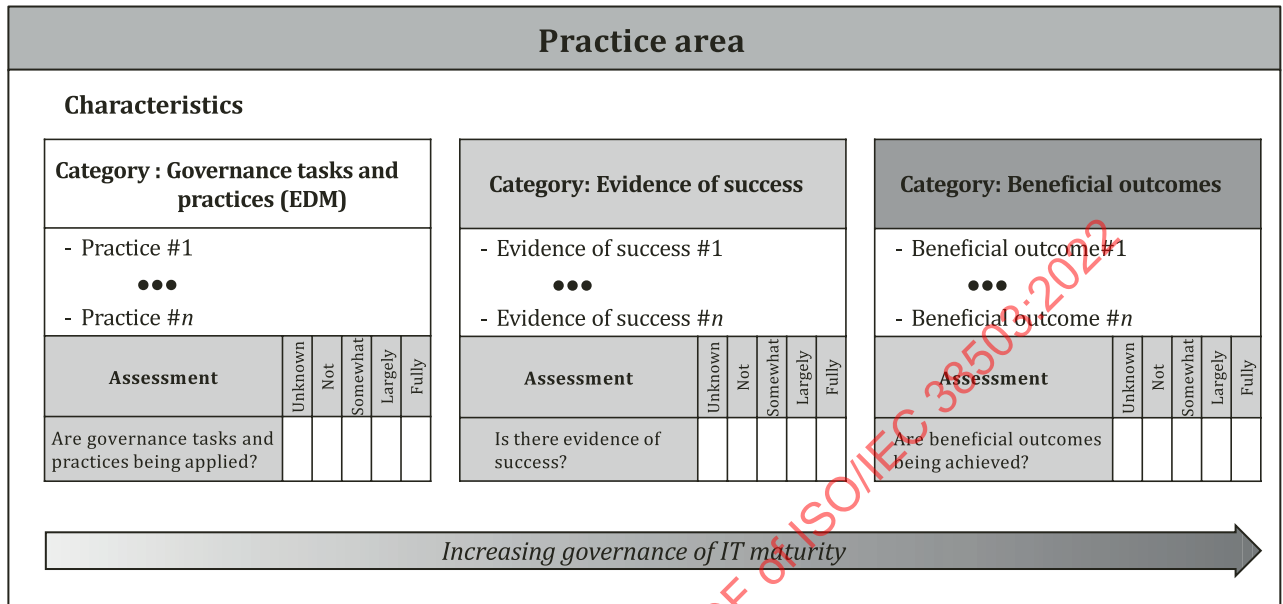 Practice area
Characteristics
Category : Governance tasks and
practices (EDM)
- Practice #1
●●●
- Practice #n
Assessment
Unknown
Not
Somewhat
Largely
Fully
Are governance tasks and
practices being applied?
Category: Evidence of success
- Evidence of success #1
●●●
- Evidence of success #n
Assessment
Unknown
Not
Somewhat
Largely
Fully
Is there evidence of
success?
Category: Beneficial outcomes
- Beneficial outcome#1
●●●
- Beneficial outcome #n
Assessment
Unknown
Not
Somewhat
Largely
Fully
Are beneficial outcomes
being achieved?
Increasing governance of IT maturity
of ISO/IEC 38503:2022